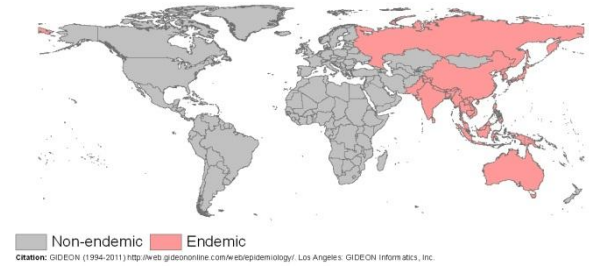 Non-endemic Endemic
Citation: GIDEON (1994-2011) http://web.gideononline.com/web/epidemiology/. Los Angeles: GIDEON Informatics, Inc.